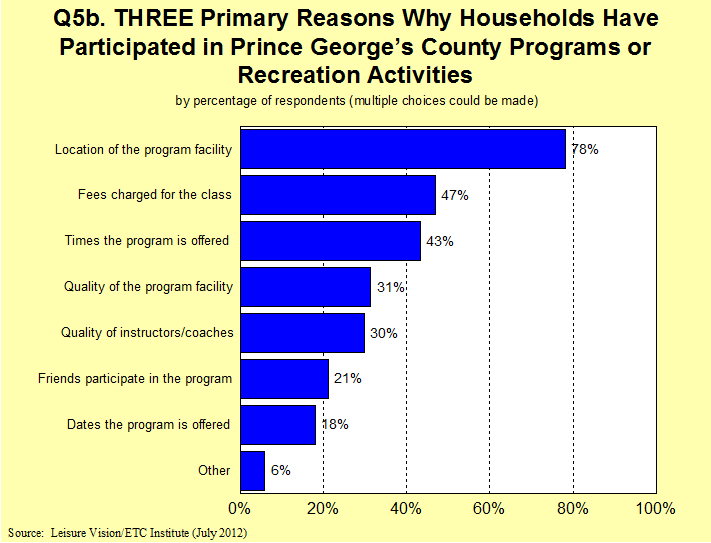 Q5b. THREE Primary Reasons Why Households Have
Participated in Prince George's County Programs or
Recreation Activities
by percentage of respondents (multiple choices could be made)
Location of the program facility 78%
Fees charged for the class 47%
Times the program is offered 43%
Quality of the program facility 31%
Quality of instructors/coaches 30%
Friends participate in the program 21%
Dates the program is offered 18%
Other 6%
0% 20% 40% 60% 80% 100%
Source: Leisure Vision/ETC Institute (July 2012)